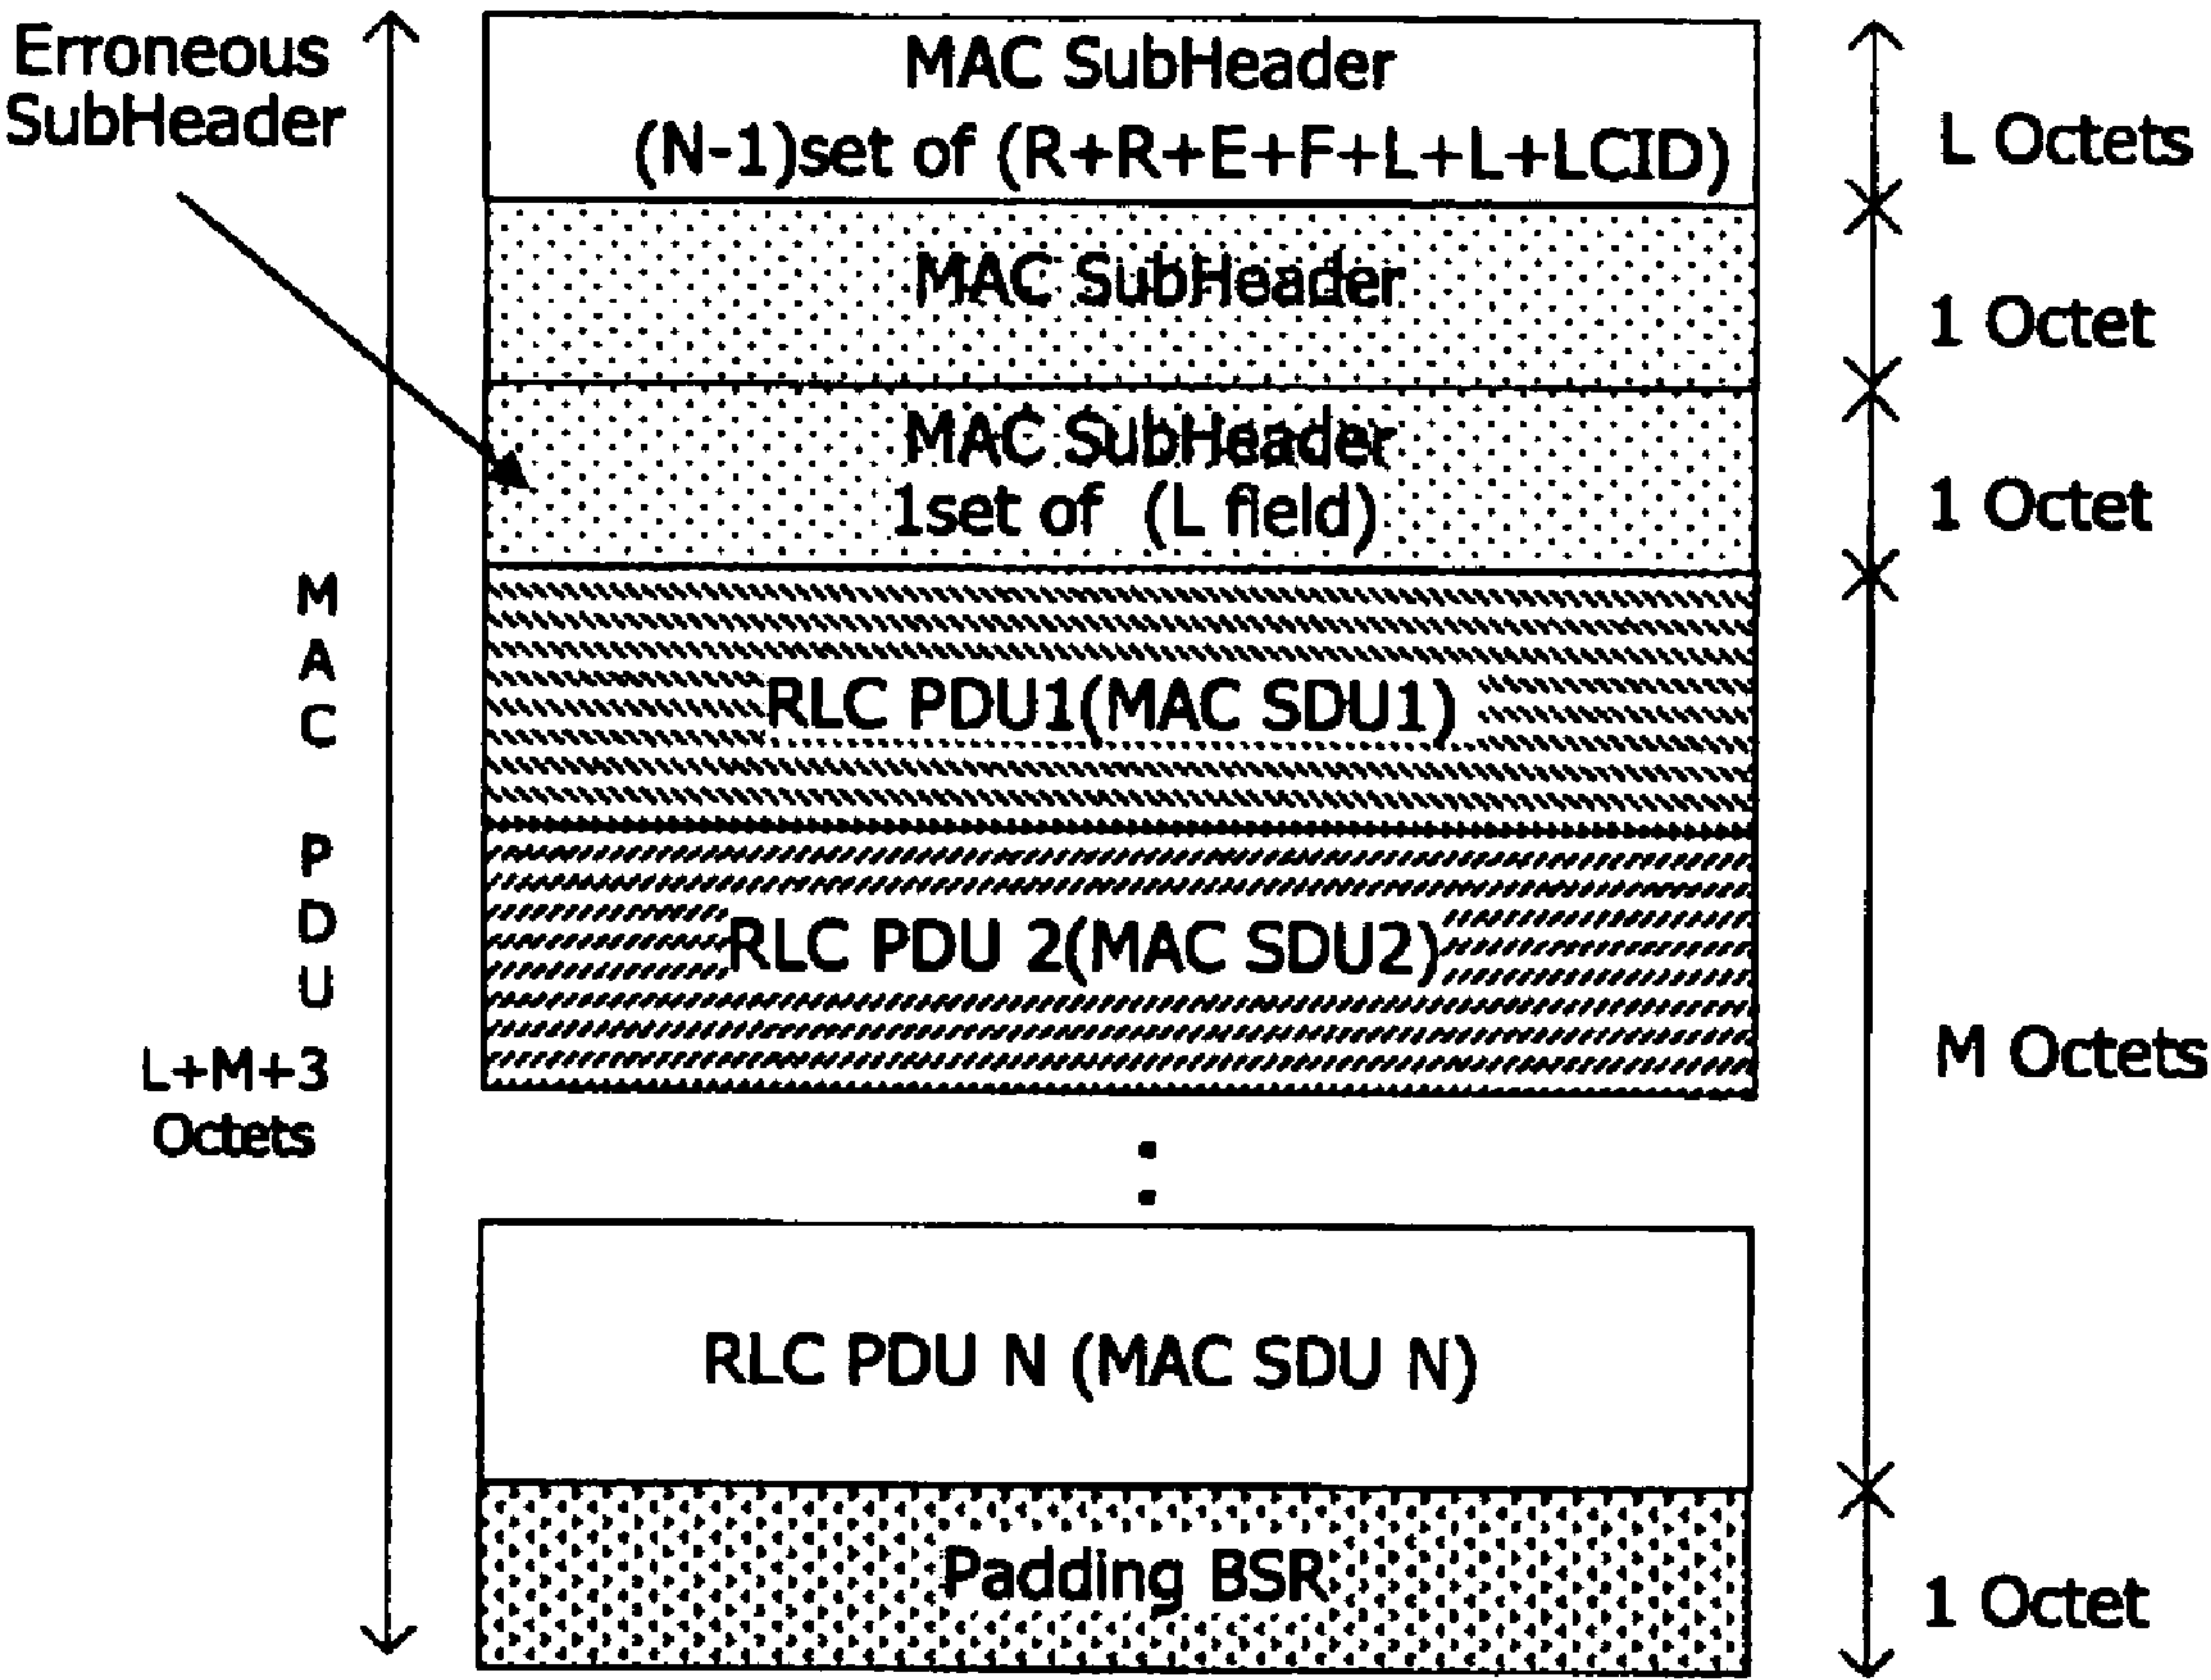 Erroneous
SubHeader
MAC SubHeader
(N-1)set of (R+R+E+F+L+L+LCID)
L Octets
MAC SubHeader
1 Octet
MAC SubHeader
1set of (L field)
1 Octet
M
A
C
P
D
U
L+M+3
Octets
RLC PDU1(MAC SDU1)
RLC PDU 2(MAC SDU2)
M Octets
:
RLC PDU N (MAC SDU N)
Padding BSR
1 Octet